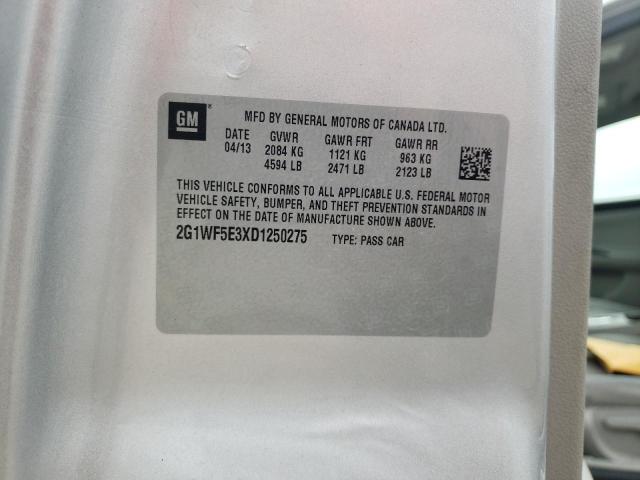 GM
MFD BY GENERAL MOTORS OF CANADA LTD.
DATE GVWR GAWR FRT GAWR RR
04/13 2084 KG 1121 KG 963 KG
4594 LB 2471 LB 2123 LB
THIS VEHICLE CONFORMS TO ALL APPLICABLE U.S. FEDERAL MOTOR
VEHICLE SAFETY, BUMPER, AND THEFT PREVENTION STANDARDS IN
EFFECT ON THE DATE OF MANUFACTURE SHOWN ABOVE.
2G1WF5E3XD1250275 TYPE: PASS CAR